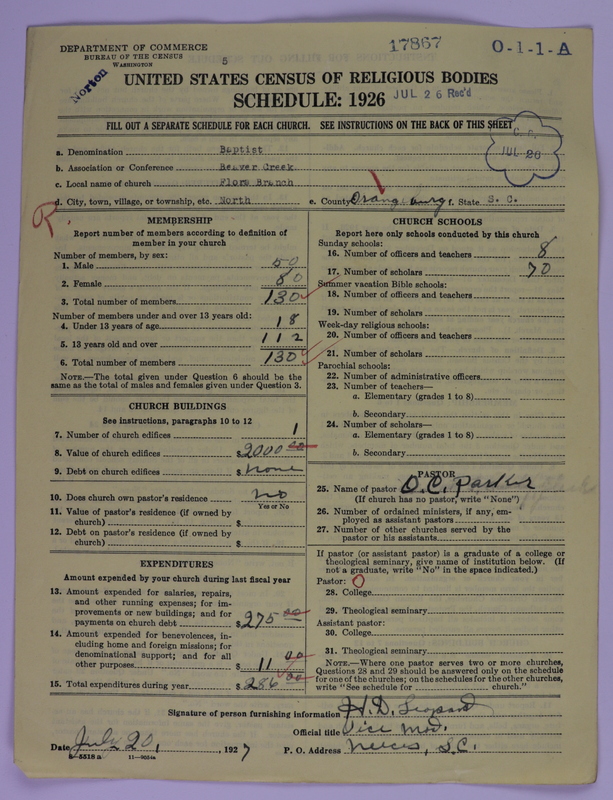 DEPARTMENT OF COMMERCE
BUREAU OF THE CENSUS
WASHINGTON
Norton
17867
O-1-1-A
UNITED STATES CENSUS OF RELIGIOUS BODIES
SCHEDULE: 1926
JUL 26 Rec'd
FILL OUT A SEPARATE SCHEDULE FOR EACH CHURCH. SEE INSTRUCTIONS ON THE BACK OF THIS SHEET
JUL 26
a. Denomination Baptist
b. Association or Conference Beaver Creek
c. Local name of church Flora Branch
d. City, town, village, or township, etc. North e. County Orangeburg f. State S. C.
MEMBERSHIP
Report number of members according to definition of
member in your church
Number of members, by sex:
1. Male 50
2. Female 80
3. Total number of members 130
Number of members under and over 13 years old:
4. Under 13 years of age 18
5. 13 years old and over 112
6. Total number of members 130
NOTE.—The total given under Question 6 should be
same as the total of males and females given under Question 3.
CHURCH BUILDINGS
See instructions, paragraphs 10 to 12
7. Number of church edifices 1
8. Value of church edifices $2000 00
9. Debt on church edifices $ none
10. Does church own pastor's residence no
Yes or No
11. Value of pastor's residence (if owned by
church) $
12. Debt on pastor's residence (if owned by
church) $
EXPENDITURES
Amount expended by your church during last fiscal year
13. Amount expended for salaries, repairs,
and other running expenses; for im-
provements or new buildings; and for
payments on church debt $275 00
14. Amount expended for benevolences, in-
cluding home and foreign missions; for
denominational support; and for all
other purposes $ 11 00
15. Total expenditures during year $ 286 00
CHURCH SCHOOLS
Report here only schools conducted by this church
Sunday schools:
16. Number of officers and teachers 8
17. Number of scholars 70
Summer vacation Bible schools:
18. Number of officers and teachers
19. Number of scholars
Week-day religious schools:
20. Number of officers and teachers
21. Number of scholars
Parochial schools:
22. Number of administrative officers
23. Number of teachers—
a. Elementary (grades 1 to 8)
b. Secondary
24. Number of scholars—
a. Elementary (grades 1 to 8)
b. Secondary
PASTOR
25. Name of pastor O. C. Parker
(If church has no pastor, write "None")
26. Number of ordained ministers, if any, em-
ployed as assistant pastors
27. Number of other churches served by the
pastor or his assistants
If pastor (or assistant pastor) is a graduate of a college or
theological seminary, give name of institution below. (If
not a graduate, write "No" in the space indicated.)
Pastor: O
28. College
29. Theological seminary
Assistant pastor:
30. College
31. Theological seminary
NOTE.—Where one pastor serves two or more churches,
Questions 28 and 29 should be answered only on the schedule
for one of the churches; on the schedules for the other churches,
write "See schedule for church."
Signature of person furnishing information H. D. Leopard
Official title Vice Mod.
Date July 20, , 1927 P. O. Address Neeces, S.C.
8-5518a 11-9034a